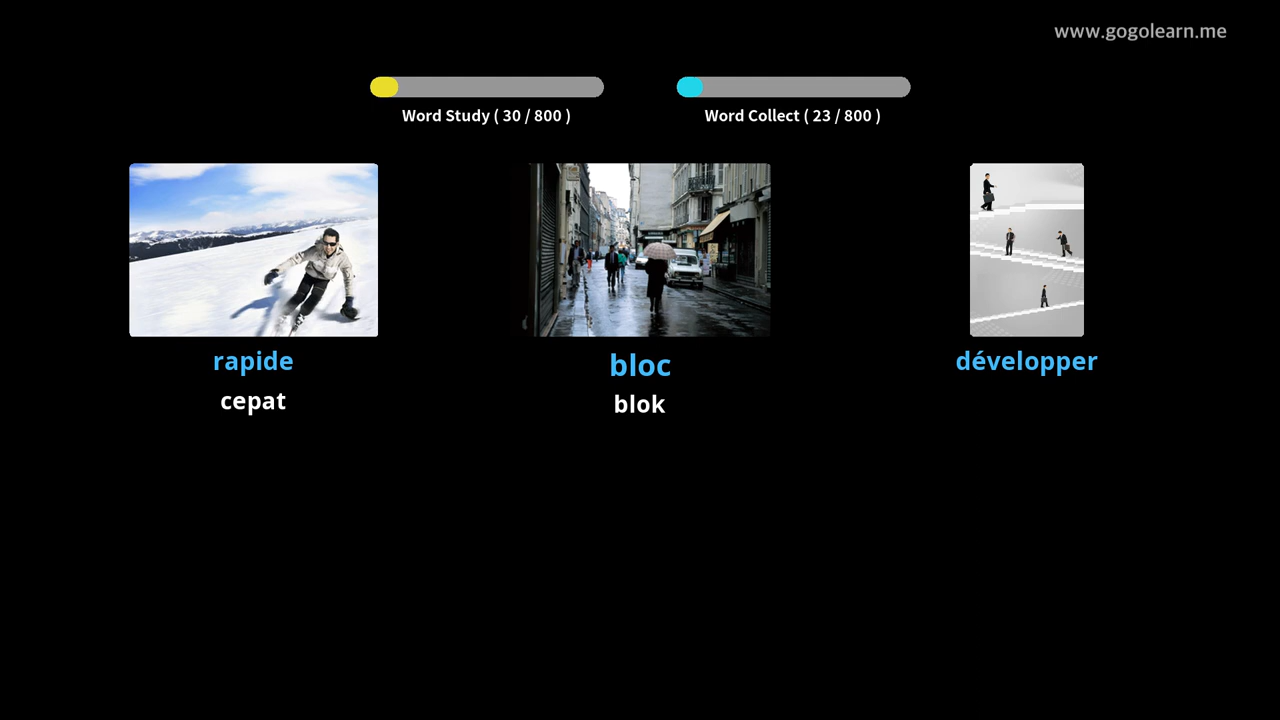 www.gogolearn.me
Word Study ( 30 / 800 )
Word Collect ( 23 / 800 )
rapide
cepat
bloc
blok
développer